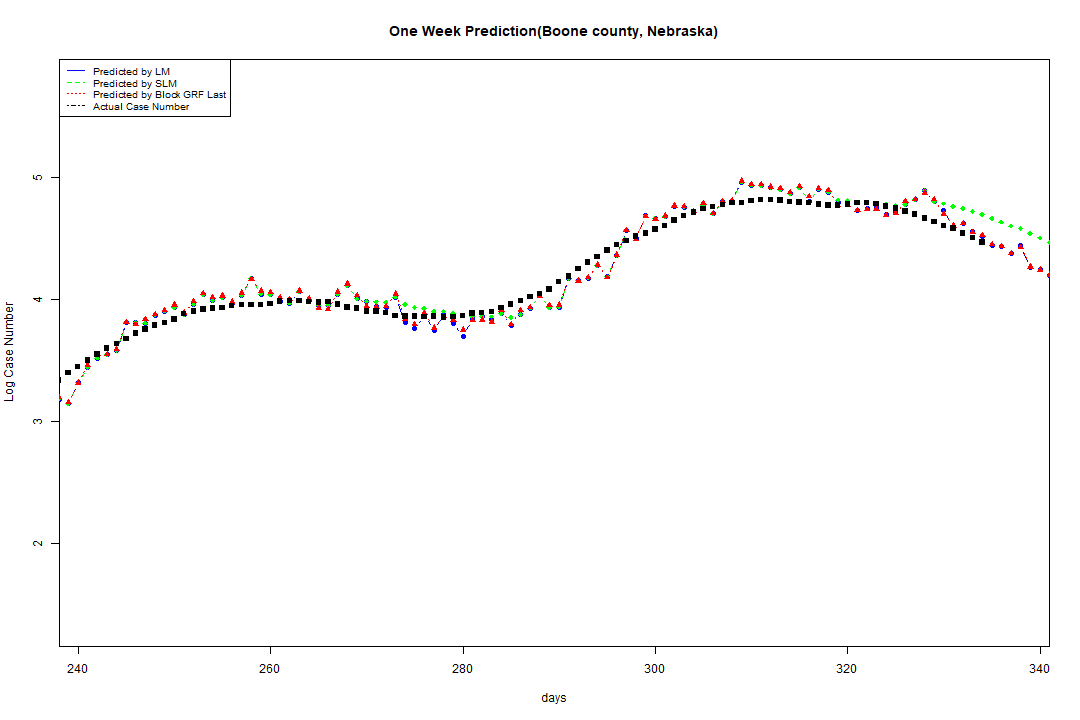 One Week Prediction(Boone county, Nebraska)
Predicted by LM
Predicted by SLM
Predicted by Block GRF Last
Actual Case Number
5
4
3
2
Log Case Number
240 260 280 300 320 340
days